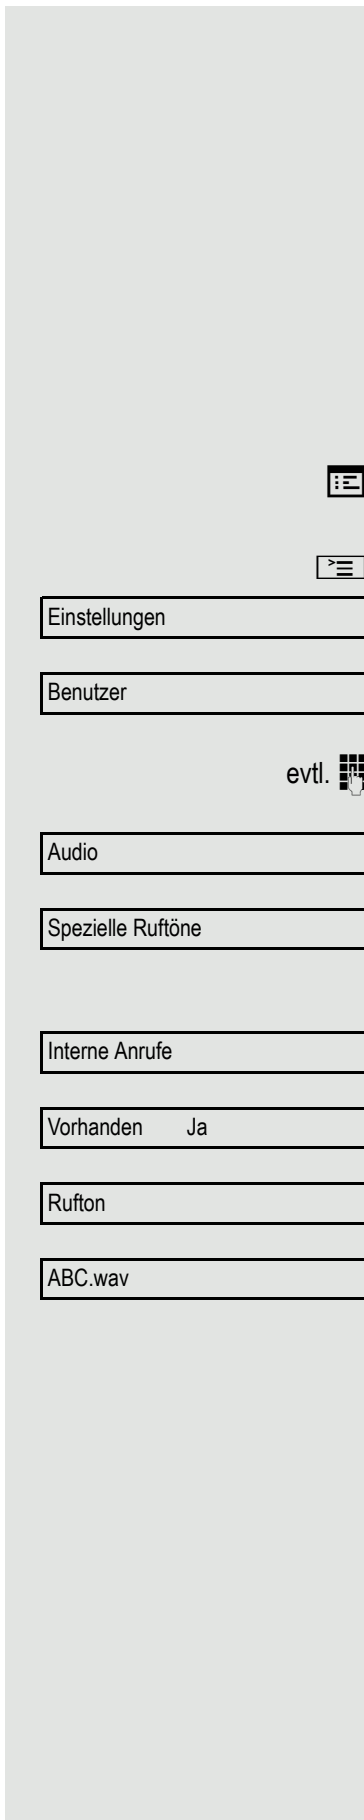 Einstellungen
Benutzer
evtl.
Audio
Spezielle Ruftöne
Interne Anrufe
Vorhanden Ja
Rufton
ABC.wav